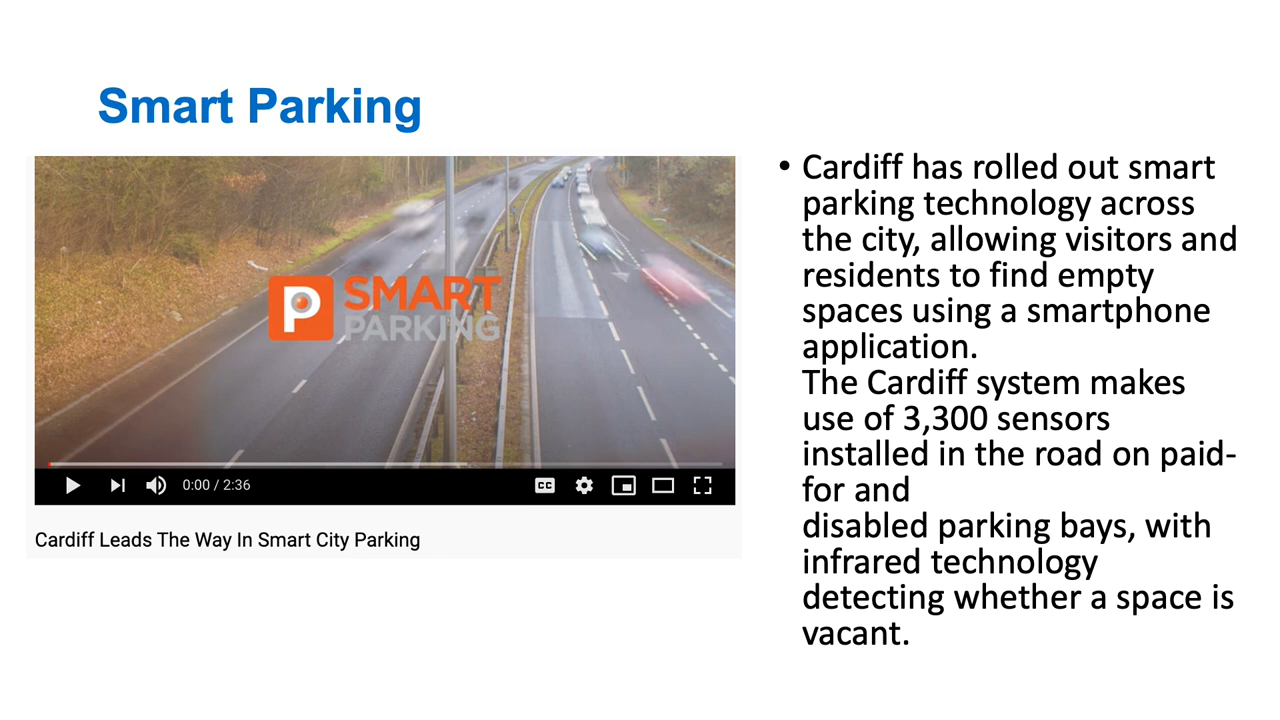 Smart Parking
P SMART
PARKING
0:00 / 2:36
CC
Cardiff Leads The Way In Smart City Parking
• Cardiff has rolled out smart
parking technology across
the city, allowing visitors and
residents to find empty
spaces using a smartphone
application.
The Cardiff system makes
use of 3,300 sensors
installed in the road on paid-
for and
disabled parking bays, with
infrared technology
detecting whether a space is
vacant.